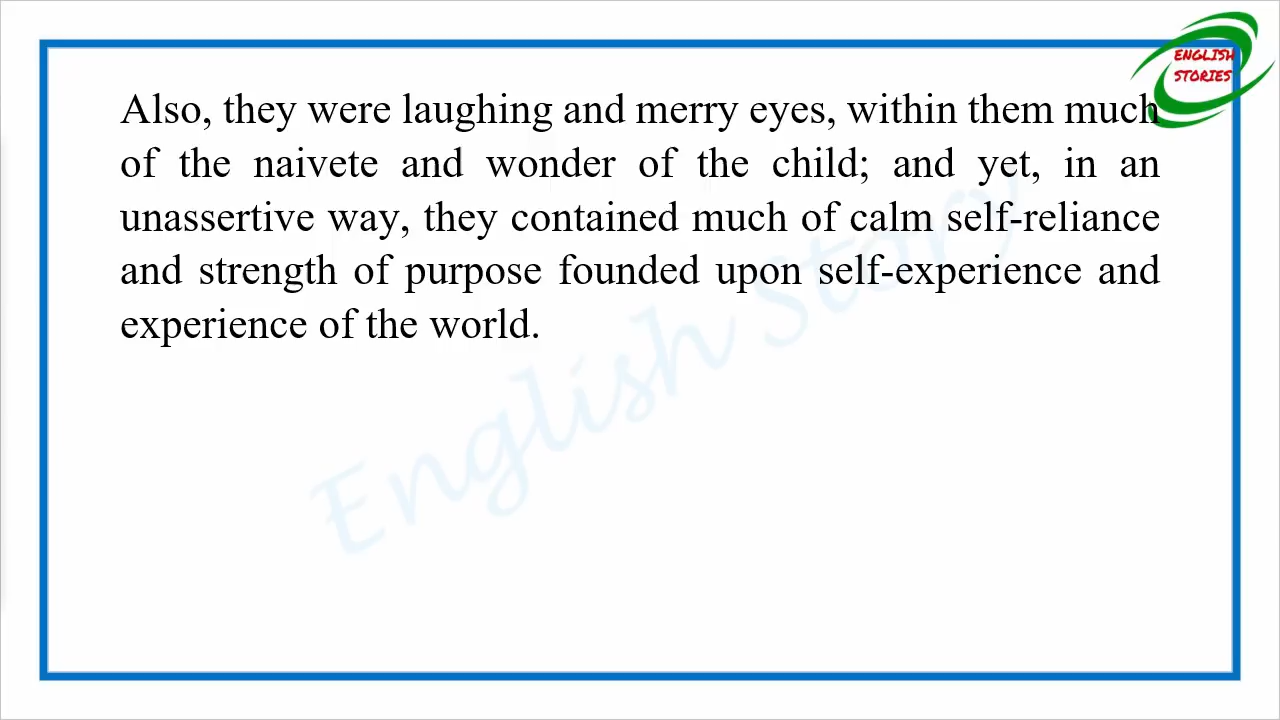 ENGLISH
STORIES
Also, they were laughing and merry eyes, within them much
of the naivete and wonder of the child; and yet, in an
unassertive way, they contained much of calm self-reliance
and strength of purpose founded upon self-experience and
experience of the world.
English Story